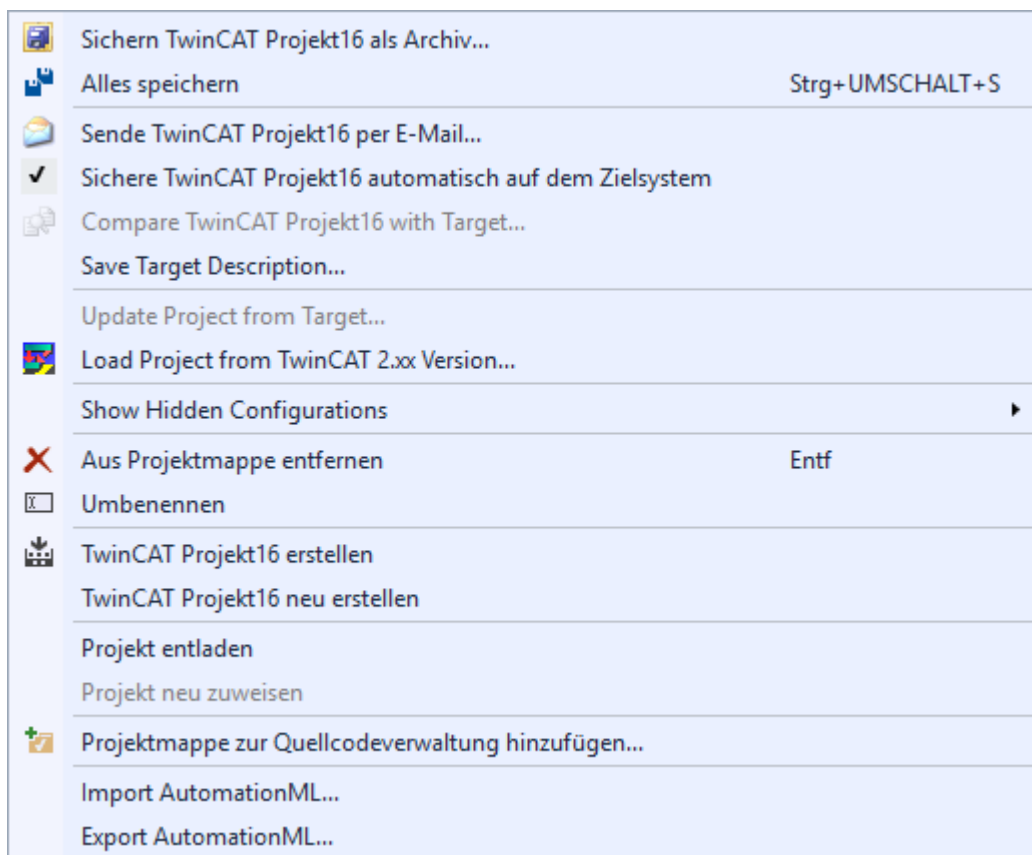 Sichern TwinCAT Projekt16 als Archiv...
Alles speichern Strg+UMSCHALT+S
Sende TwinCAT Projekt16 per E-Mail...
Sichere TwinCAT Projekt16 automatisch auf dem Zielsystem
Compare TwinCAT Projekt16 with Target...
Save Target Description...
Update Project from Target...
Load Project from TwinCAT 2.xx Version...
Show Hidden Configurations
Aus Projektmappe entfernen Entf
Umbenennen
TwinCAT Projekt16 erstellen
TwinCAT Projekt16 neu erstellen
Projekt entladen
Projekt neu zuweisen
Projektmappe zur Quellcodeverwaltung hinzufügen...
Import AutomationML...
Export AutomationML...